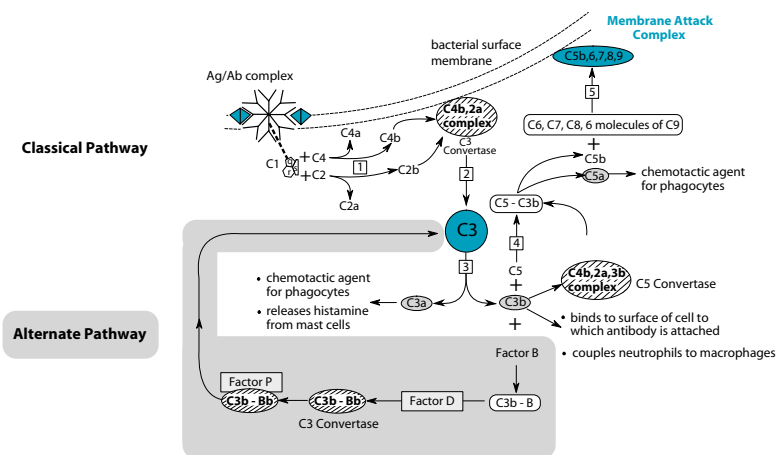 Membrane Attack
Complex
bacterial surface
membrane
C5b,6,7,8,9
Ag/Ab complex
5
C4b,2a
complex
C4a
C6, C7, C8, 6 molecules of C9
C4b
C3
Convertase
+
Classical Pathway
C1
q
r
s
+ C4
1
C5b
+ C2
C2b
2
C5a
chemotactic agent
for phagocytes
C2a
C5 - C3b
C3
4
3
C5
C4b,2a,3b
complex
C5 Convertase
• chemotactic agent
for phagocytes
+
C3a
C3b
• releases histamine
from mast cells
+
• binds to surface of cell to
which antibody is attached
Alternate Pathway
• couples neutrophils to macrophages
Factor B
Factor P
C3b - Bb
C3b - Bb
Factor D
C3b - B
C3 Convertase